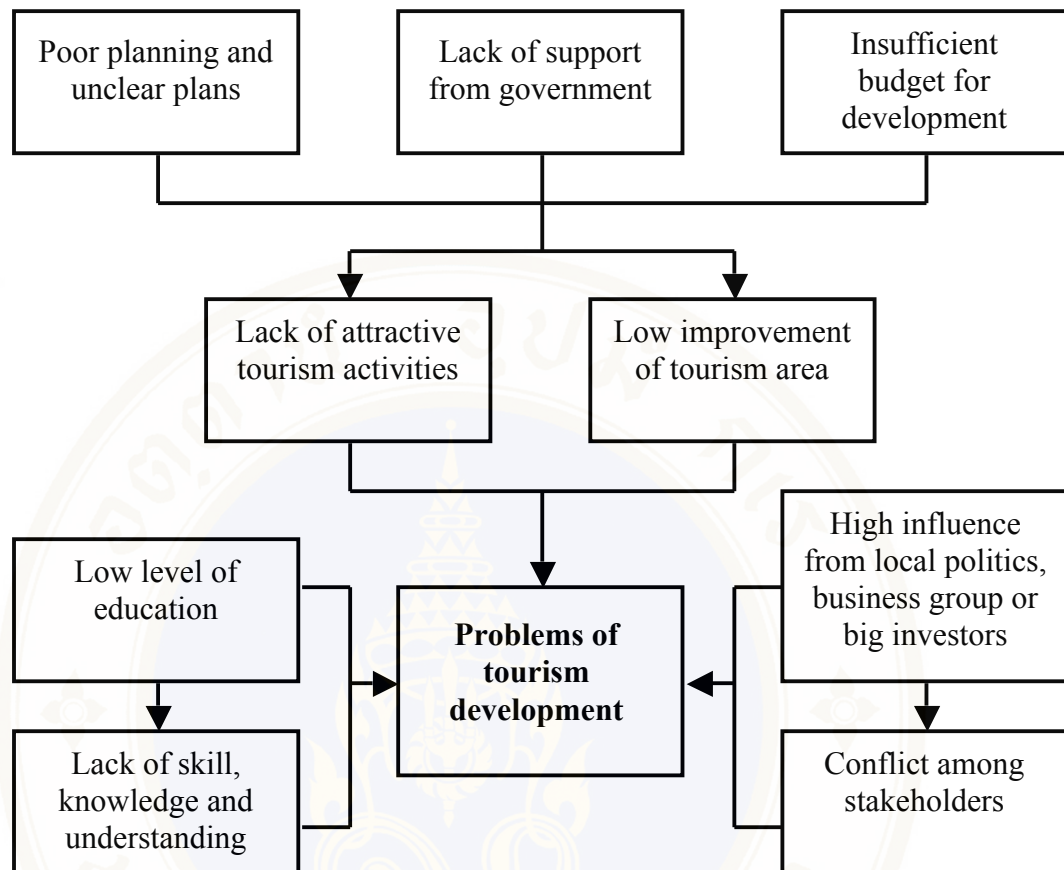 Poor planning and
unclear plans
Lack of support
from government
Insufficient
budget for
development
Lack of attractive
tourism activities
Low improvement
of tourism area
Low level of
education
Problems of
tourism
development
High influence
from local politics,
business group or
big investors
Lack of skill,
knowledge and
understanding
Conflict among
stakeholders